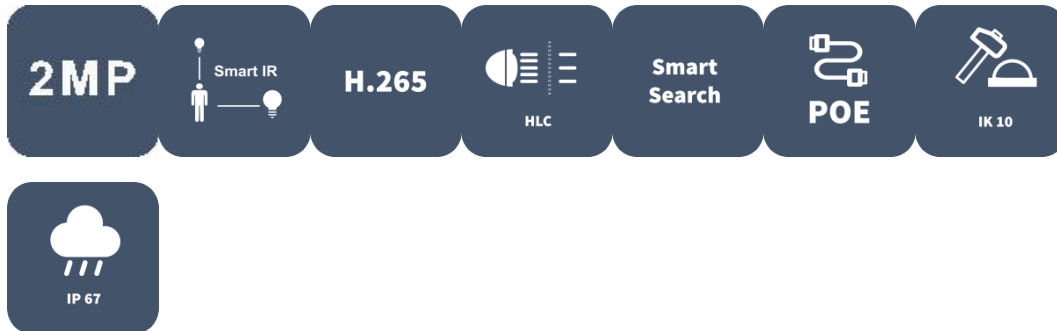 2MP
Smart IR
H.265
HLC
Smart
Search
POE
IK 10
IP 67